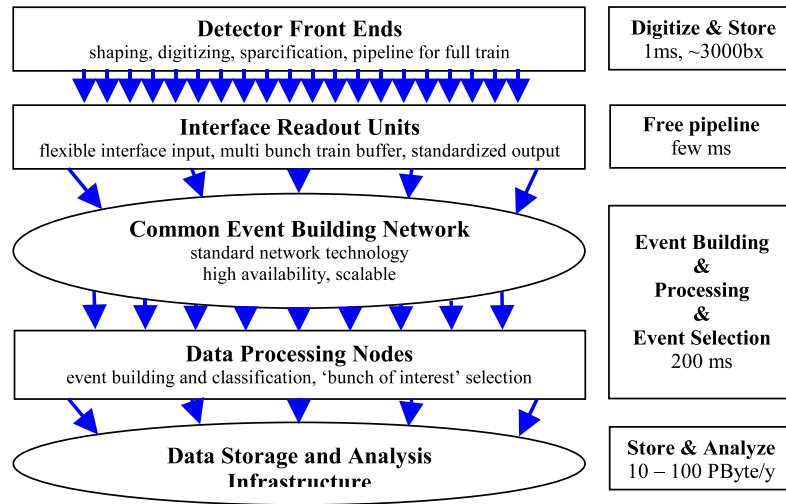 Detector Front Ends
shaping, digitizing, sparcification, pipeline for full train
Digitize & Store
1ms, ~3000bx
Interface Readout Units
flexible interface input, multi bunch train buffer, standardized output
Free pipeline
few ms
Common Event Building Network
standard network technology
high availability, scalable
Event Building
&
Processing
&
Event Selection
200 ms
Data Processing Nodes
event building and classification, ‘bunch of interest’ selection
Data Storage and Analysis
Infrastructure
Store & Analyze
10 – 100 PByte/y